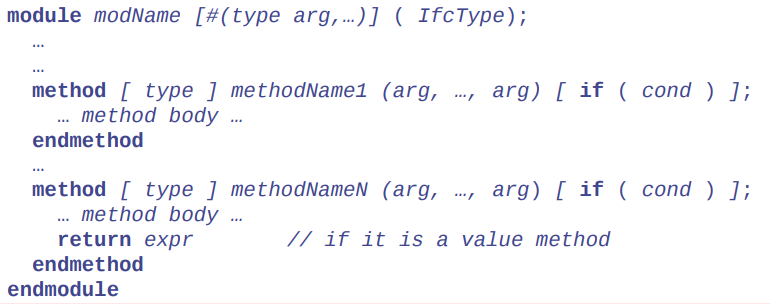 module modName [#(type arg,…)] ( IfcType);
…
…
method [ type ] methodName1 (arg, …, arg) [ if ( cond ) ];
… method body …
endmethod
…
method [ type ] methodNameN (arg, …, arg) [ if ( cond ) ];
… method body …
return expr // if it is a value method
endmethod
endmodule